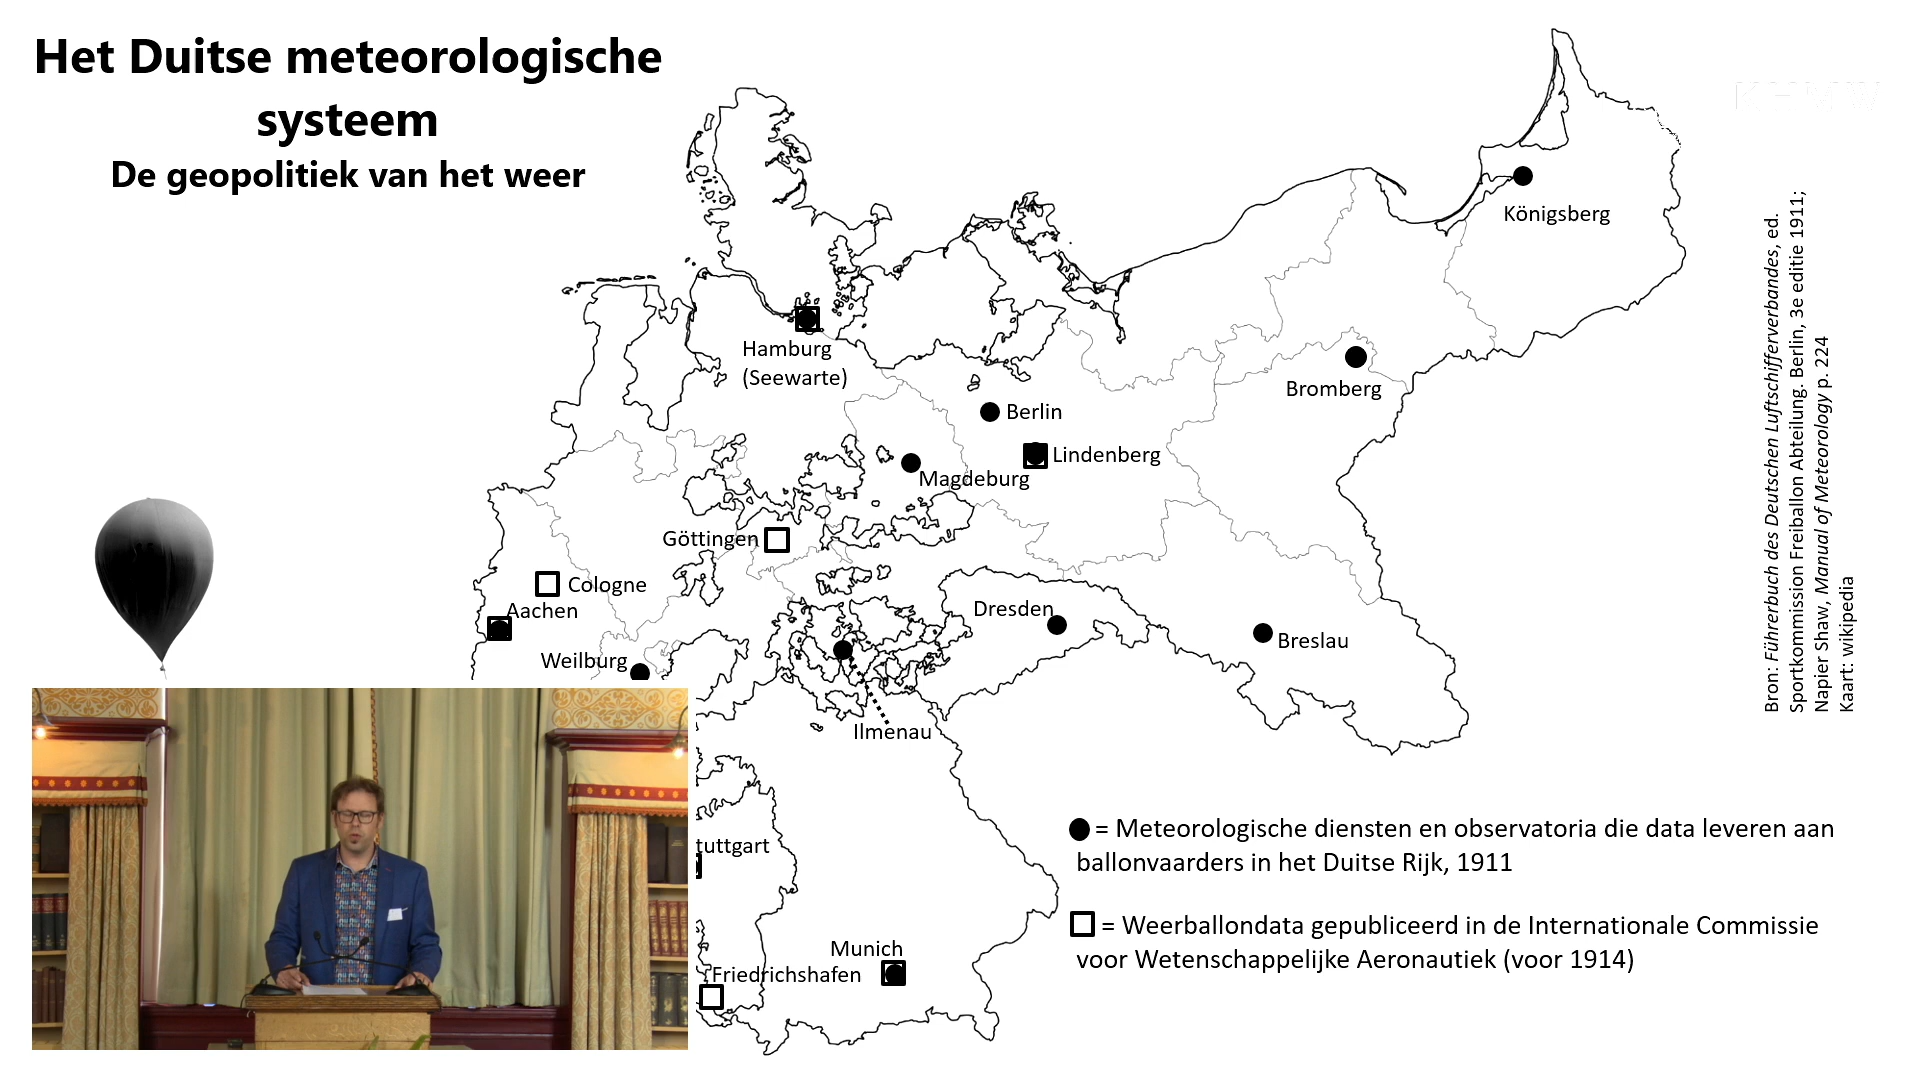 Het Duitse meteorologische
systeem
De geopolitiek van het weer
Königsberg
Hamburg
(Seewarte)
Bromberg
Berlin
Lindenberg
Magdeburg
Göttingen
Cologne
Aachen
Dresden
Breslau
Weilburg
Ilmenau
tuttgart
Munich
Friedrichshafen
= Meteorologische diensten en observatoria die data leveren aan
ballonvaarders in het Duitse Rijk, 1911
= Weerballondata gepubliceerd in de Internationale Commissie
voor Wetenschappelijke Aeronautiek (voor 1914)
Bron: Führerbuch des Deutschen Luftschifferverbandes, ed.
Sportkommission Freiballon Abteilung. Berlin, 3e editie 1911;
Napier Shaw, Manual of Meteorology p. 224
Kaart: wikipedia